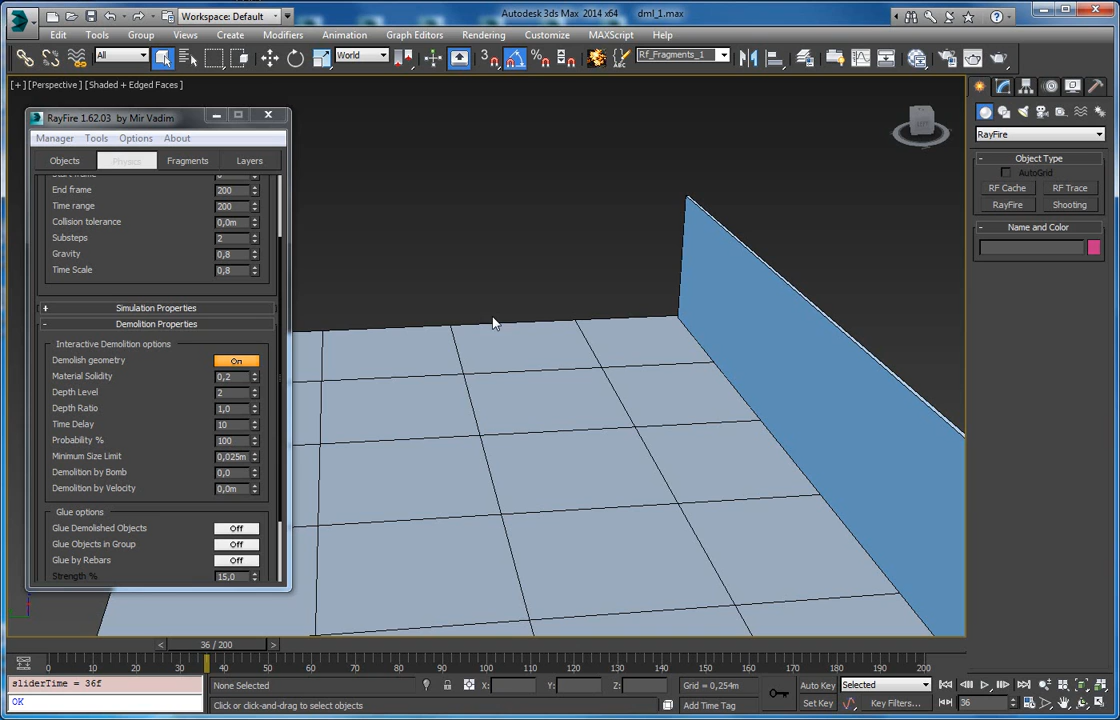 Workspace: Default
Autodesk 3ds Max 2014 x64 dml_1.max
Edit Tools Group Views Create Modifiers Animation Graph Editors Rendering Customize MAXScript Help
All World Rf_Fragments_1
[+] [Perspective] [Shaded + Edged Faces]
RayFire 1.62.03 by Mir Vadim
Manager Tools Options About
Objects Physics Fragments Layers
End frame 200
Time range 200
Collision tolerance 0,0m
Substeps 2
Gravity 0,8
Time Scale 0,8
+ Simulation Properties
- Demolition Properties
Interactive Demolition options
Demolish geometry On
Material Solidity 0,2
Depth Level 2
Depth Ratio 1,0
Time Delay 10
Probability % 100
Minimum Size Limit 0,025m
Demolition by Bomb 0,0
Demolition by Velocity 0,0m
Glue options
Glue Demolished Objects Off
Glue Objects in Group Off
Glue by Rebars Off
Strength % 15,0
RayFire
- Object Type
AutoGrid
RF Cache RF Trace
RayFire Shooting
- Name and Color
< 36 / 200 >
0 10 20 30 40 50 60 70 80 90 100 110 120 130 140 150 160 170 180 190 200
sliderTime = 36f
OK
None Selected X: Y: Z: Grid = 0,254m
Click or click-and-drag to select objects
Add Time Tag
Auto Key Selected
Set Key Key Filters...
36